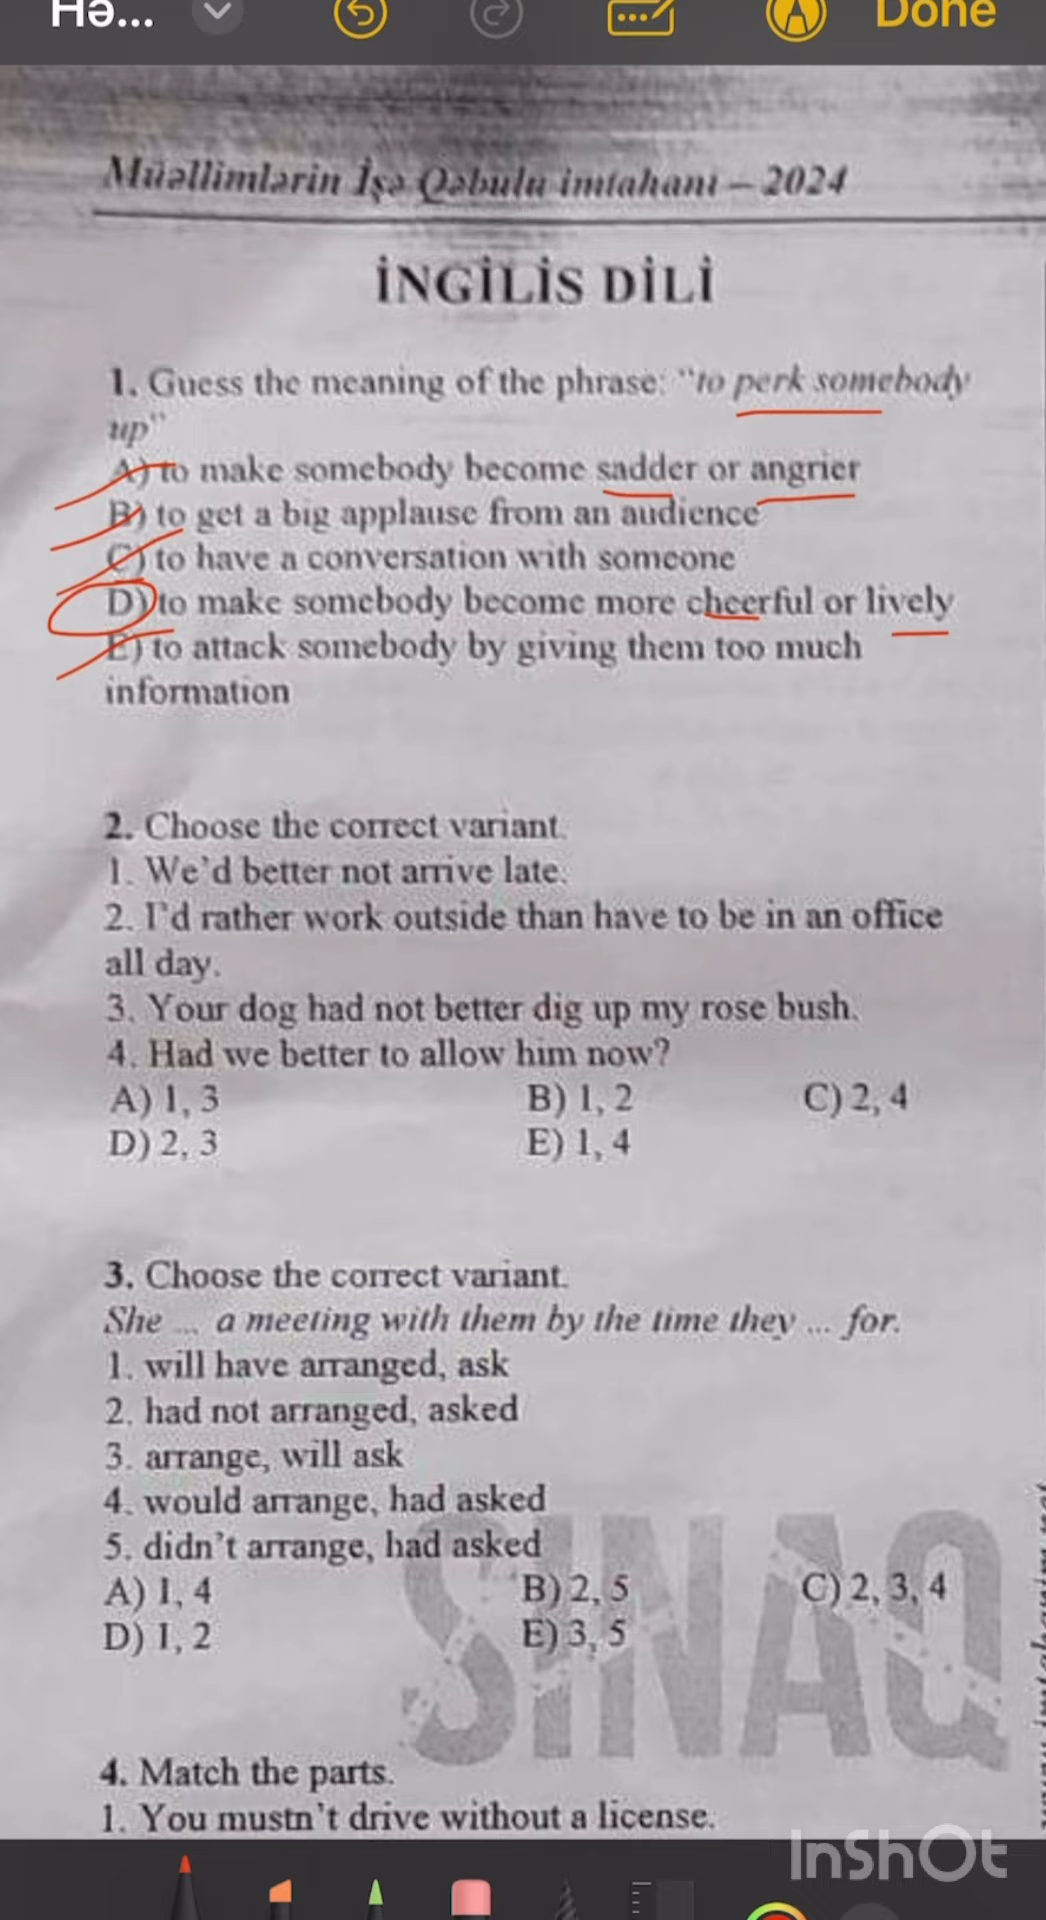 Hə...
Done
Müəllimlərin İşə Qəbulu imtahanı – 2024
İNGİLİS DİLİ
1. Guess the meaning of the phrase: "to perk somebody
up"
A) to make somebody become sadder or angrier
B) to get a big applause from an audience
C) to have a conversation with someone
D) to make somebody become more cheerful or lively
E) to attack somebody by giving them too much
information
2. Choose the correct variant.
1. We'd better not arrive late.
2. I'd rather work outside than have to be in an office
all day.
3. Your dog had not better dig up my rose bush.
4. Had we better to allow him now?
A) 1, 3 B) 1, 2 C) 2, 4
D) 2, 3 E) 1, 4
3. Choose the correct variant.
She ... a meeting with them by the time they ... for.
1. will have arranged, ask
2. had not arranged, asked
3. arrange, will ask
4. would arrange, had asked
5. didn't arrange, had asked
A) 1, 4 B) 2, 5 C) 2, 3, 4
D) 1, 2 E) 3, 5
SINAQ
4. Match the parts.
1. You mustn't drive without a license.
InShOt